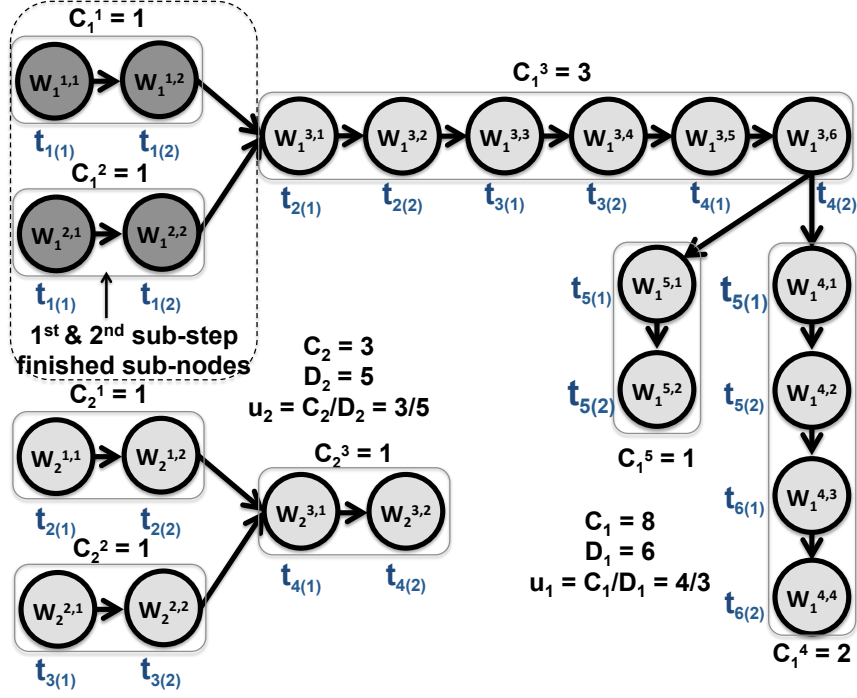 C₁¹ = 1
W₁¹,¹ W₁¹,²
t₁₍₁₎ t₁₍₂₎
C₁² = 1
W₁²,¹ W₁²,²
t₁₍₁₎ t₁₍₂₎
1ˢᵗ & 2ⁿᵈ sub-step
finished sub-nodes
C₁³ = 3
W₁³,¹ W₁³,² W₁³,³ W₁³,⁴ W₁³,⁵ W₁³,⁶
t₂₍₁₎ t₂₍₂₎ t₃₍₁₎ t₃₍₂₎ t₄₍₁₎ t₄₍₂₎
t₅₍₁₎ W₁⁵,¹
t₅₍₂₎ W₁⁵,²
C₁⁵ = 1
t₅₍₁₎ W₁⁴,¹
t₅₍₂₎ W₁⁴,²
t₆₍₁₎ W₁⁴,³
t₆₍₂₎ W₁⁴,⁴
C₁⁴ = 2
C₂ = 3
D₂ = 5
u₂ = C₂/D₂ = 3/5
C₂¹ = 1
W₂¹,¹ W₂¹,²
t₂₍₁₎ t₂₍₂₎
C₂² = 1
W₂²,¹ W₂²,²
t₃₍₁₎ t₃₍₂₎
C₂³ = 1
W₂³,¹ W₂³,²
t₄₍₁₎ t₄₍₂₎
C₁ = 8
D₁ = 6
u₁ = C₁/D₁ = 4/3